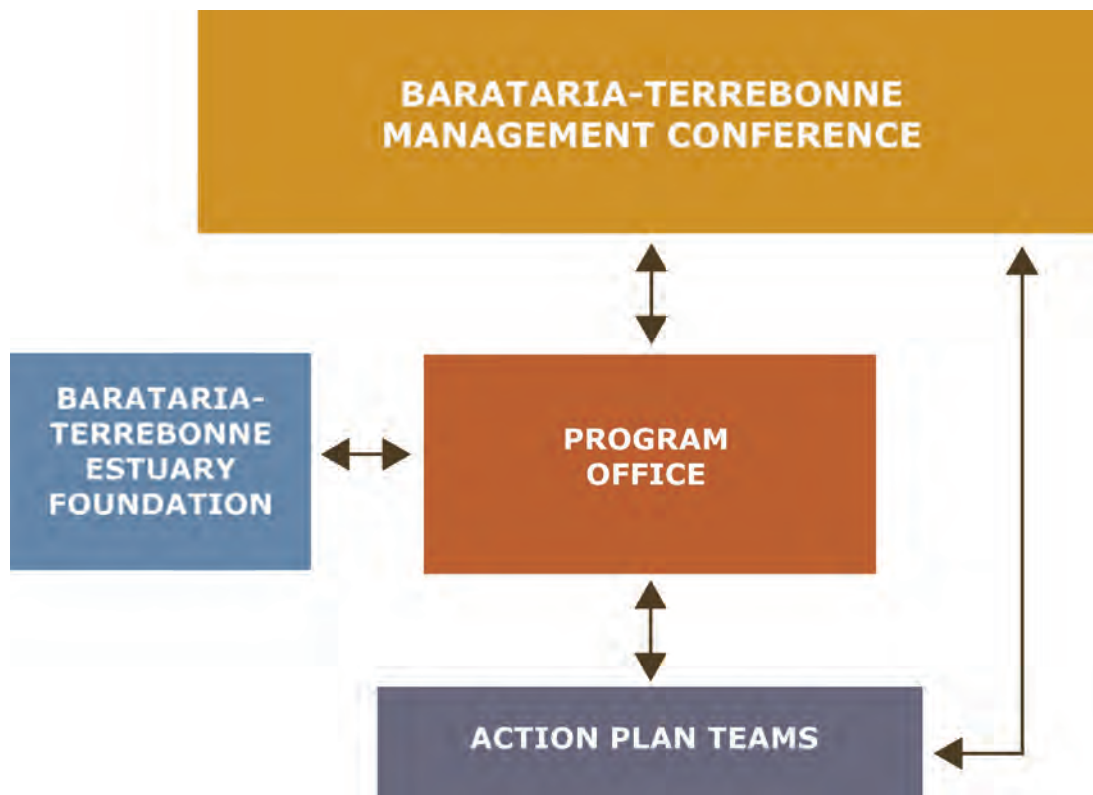 BARATARIA-TERREBONNE
MANAGEMENT CONFERENCE
BARATARIA-
TERREBONNE
ESTUARY
FOUNDATION
PROGRAM
OFFICE
ACTION PLAN TEAMS